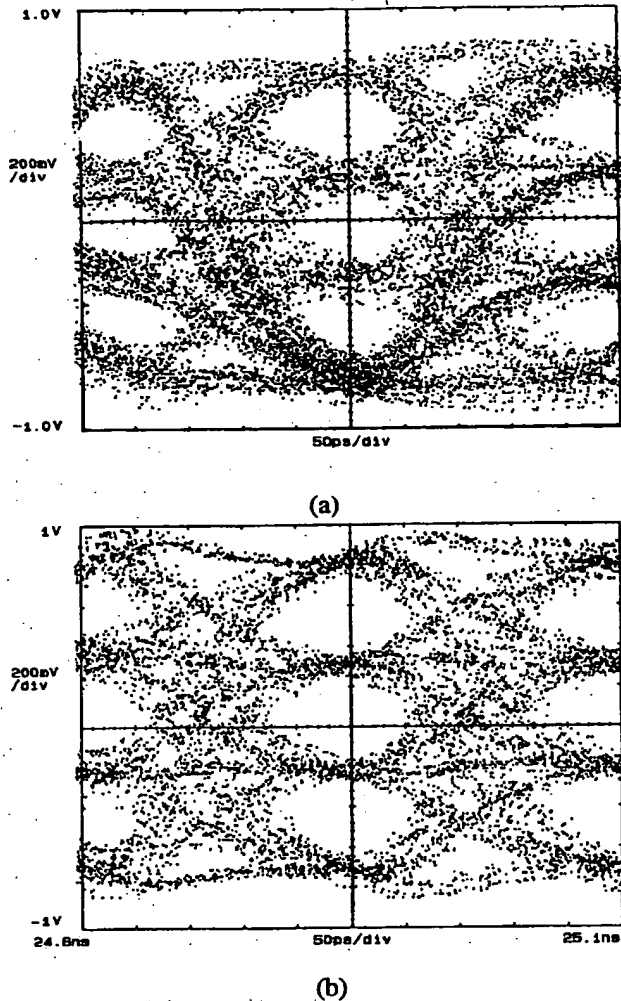 1.0V
200mV
/div
-1.0V
50ps/div
(a)
1V
200mV
/div
-1V
24.6ns
50ps/div
25.1ns
(b)